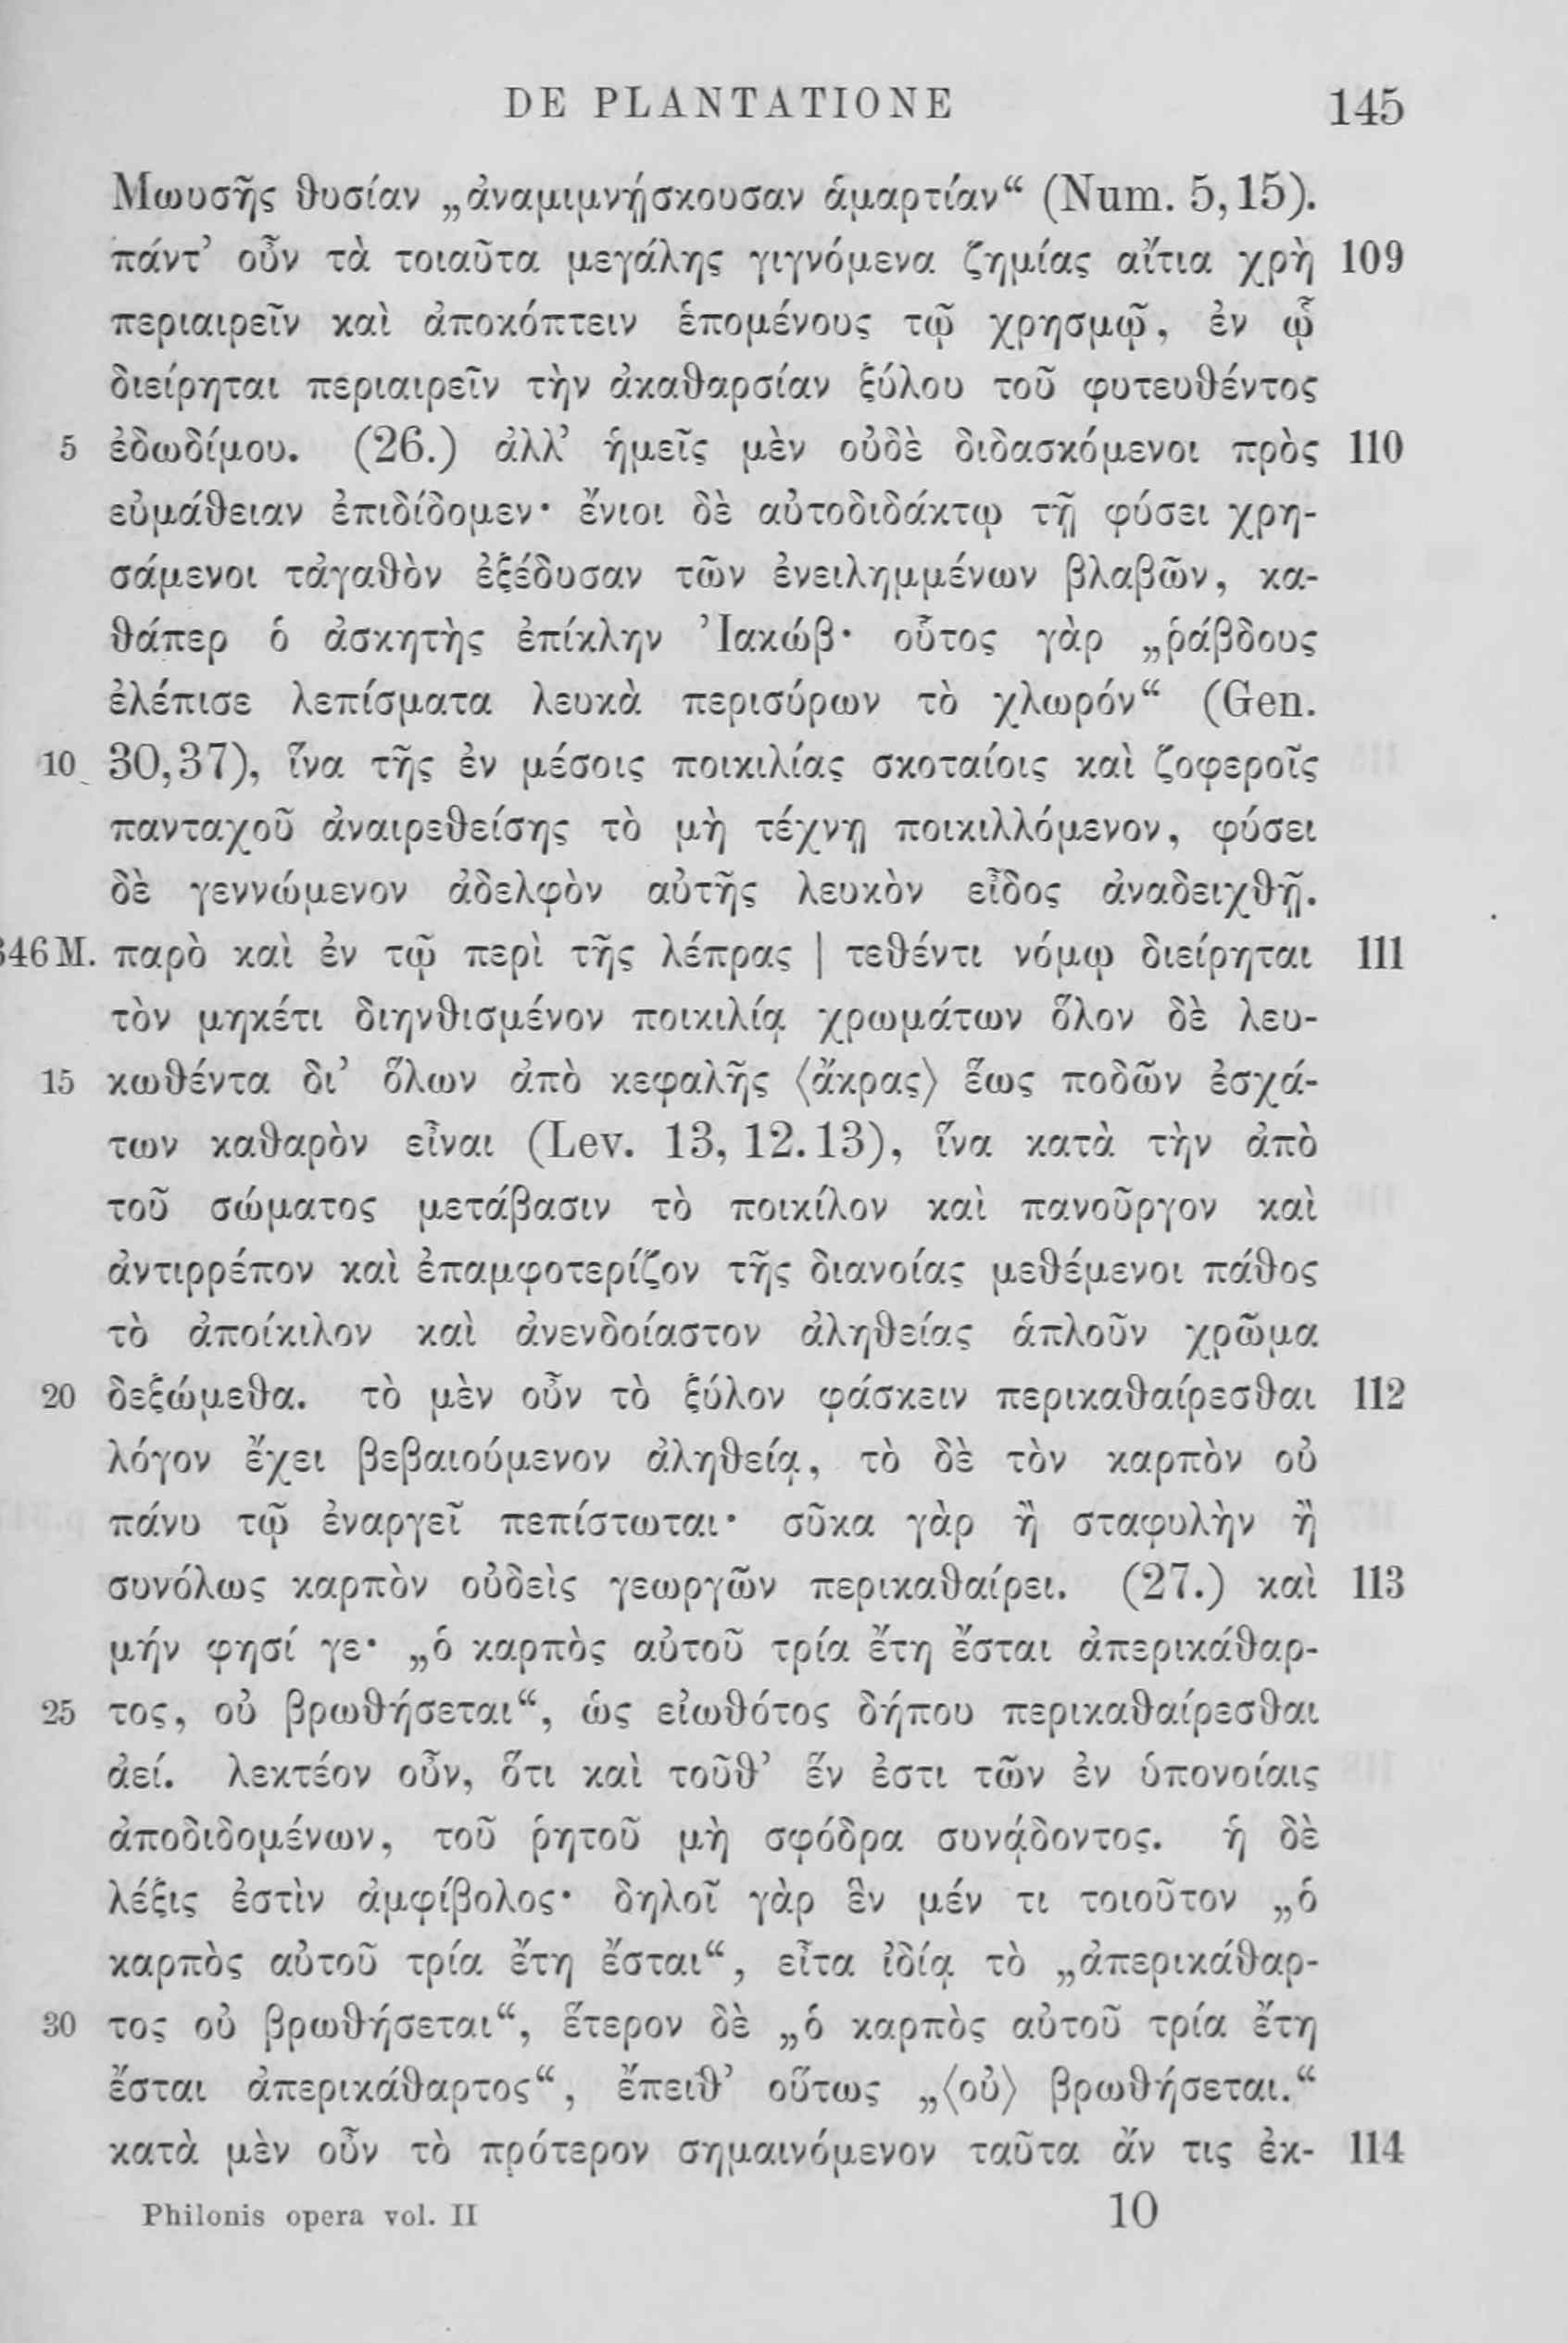 DE PLANTATIONE 145
Μωυσῆς θυσίαν „ἀναμιμνῄσκουσαν ἁμαρτίαν“ (Num. 5,15).
πάντ’ οὖν τὰ τοιαῦτα μεγάλης γιγνόμενα ζημίας αἴτια χρὴ 109
περιαιρεῖν καὶ ἀποκόπτειν ἑπομένους τῷ χρησμῷ, ἐν ᾧ
διείρηται περιαιρεῖν τὴν ἀκαθαρσίαν ξύλου τοῦ φυτευθέντος
5 ἐδωδίμου. (26.) ἀλλ’ ἡμεῖς μὲν οὐδὲ διδασκόμενοι πρὸς 110
εὐμάθειαν ἐπιδίδομεν· ἔνιοι δὲ αὐτοδιδάκτῳ τῇ φύσει χρη-
σάμενοι τἀγαθὸν ἐξέδυσαν τῶν ἐνειλημμένων βλαβῶν, κα-
θάπερ ὁ ἀσκητὴς ἐπίκλην Ἰακώβ· οὗτος γὰρ „ῥάβδους
ἐλέπισε λεπίσματα λευκὰ περισύρων τὸ χλωρόν“ (Gen.
10 30,37), ἵνα τῆς ἐν μέσοις ποικιλίας σκοταίοις καὶ ζοφεροῖς
πανταχοῦ ἀναιρεθείσης τὸ μὴ τέχνῃ ποικιλλόμενον, φύσει
δὲ γεννώμενον ἀδελφὸν αὐτῆς λευκὸν εἶδος ἀναδειχθῇ.
346 M. παρὸ καὶ ἐν τῷ περὶ τῆς λέπρας | τεθέντι νόμῳ διείρηται 111
τὸν μηκέτι διηνθισμένον ποικιλίᾳ χρωμάτων ὅλον δὲ λευ-
15 κωθέντα δι’ ὅλων ἀπὸ κεφαλῆς ⟨ἄκρας⟩ ἕως ποδῶν ἐσχά-
των καθαρὸν εἶναι (Lev. 13, 12.13), ἵνα κατὰ τὴν ἀπὸ
τοῦ σώματος μετάβασιν τὸ ποικίλον καὶ πανοῦργον καὶ
ἀντιρρέπον καὶ ἐπαμφοτερίζον τῆς διανοίας μεθέμενοι πάθος
τὸ ἀποίκιλον καὶ ἀνενδοίαστον ἀληθείας ἁπλοῦν χρῶμα
20 δεξώμεθα. τὸ μὲν οὖν τὸ ξύλον φάσκειν περικαθαίρεσθαι 112
λόγον ἔχει βεβαιούμενον ἀληθείᾳ, τὸ δὲ τὸν καρπὸν οὐ
πάνυ τῷ ἐναργεῖ πεπίστωται· σῦκα γὰρ ἢ σταφυλὴν ἢ
συνόλως καρπὸν οὐδεὶς γεωργῶν περικαθαίρει. (27.) καὶ 113
μήν φησί γε· „ὁ καρπὸς αὐτοῦ τρία ἔτη ἔσται ἀπερικάθαρ-
25 τος, οὐ βρωθήσεται“, ὡς εἰωθότος δήπου περικαθαίρεσθαι
ἀεί. λεκτέον οὖν, ὅτι καὶ τοῦθ’ ἕν ἐστι τῶν ἐν ὑπονοίαις
ἀποδιδομένων, τοῦ ῥητοῦ μὴ σφόδρα συνᾴδοντος. ἡ δὲ
λέξις ἐστὶν ἀμφίβολος· δηλοῖ γὰρ ἓν μέν τι τοιοῦτον „ὁ
καρπὸς αὐτοῦ τρία ἔτη ἔσται“, εἶτα ἰδίᾳ τὸ „ἀπερικάθαρ-
30 τος οὐ βρωθήσεται“, ἕτερον δὲ „ὁ καρπὸς αὐτοῦ τρία ἔτη
ἔσται ἀπερικάθαρτος“, ἔπειθ’ οὕτως „⟨οὐ⟩ βρωθήσεται.“
κατὰ μὲν οὖν τὸ πρότερον σημαινόμενον ταῦτα ἄν τις ἐκ- 114
Philonis opera vol. II 10